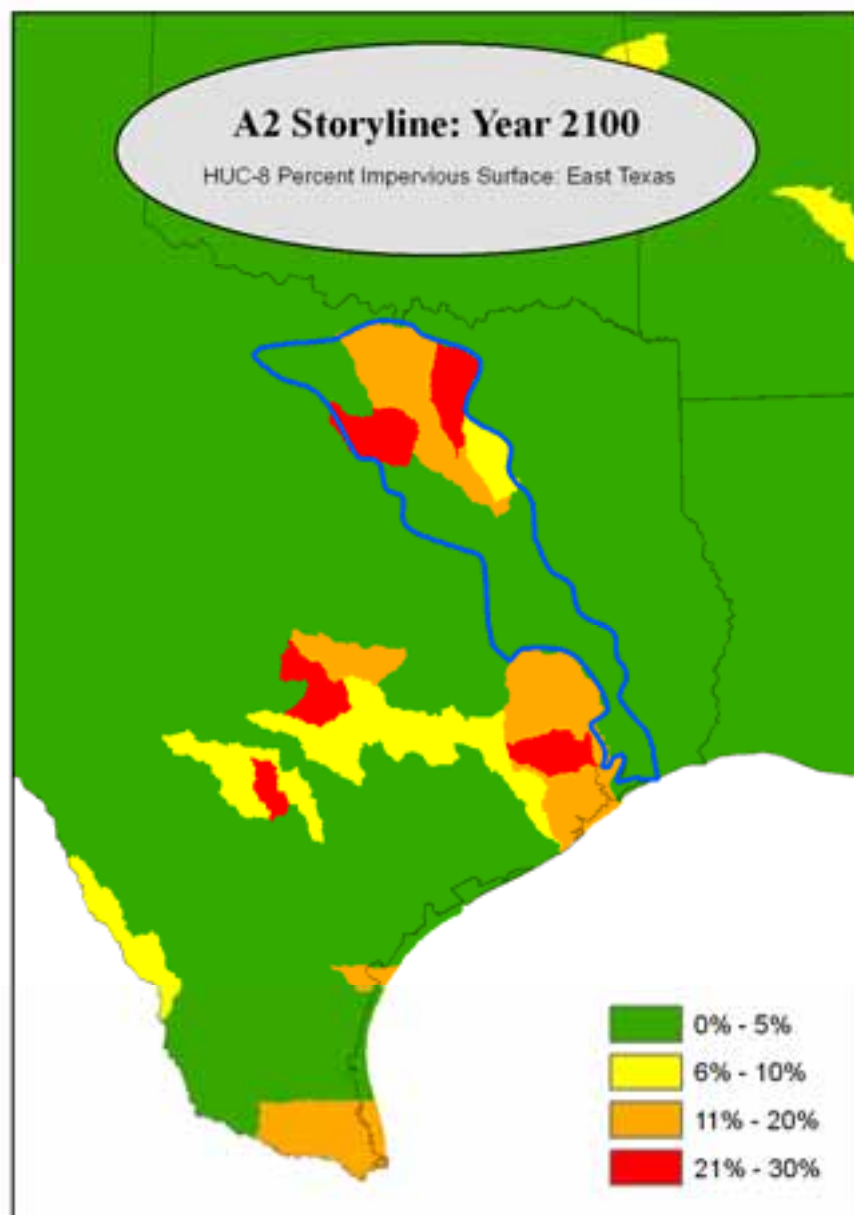 A2 Storyline: Year 2100
HUC-8 Percent Impervious Surface: East Texas
0% - 5%
6% - 10%
11% - 20%
21% - 30%